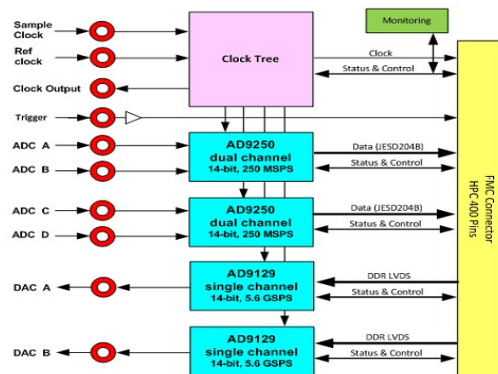 Sample
Clock
Ref
clock
Clock Output
Trigger
ADC A
ADC B
ADC C
ADC D
DAC A
DAC B
Clock Tree
Monitoring
Clock
Status & Control
AD9250
dual channel
14-bit, 250 MSPS
Data (JESD204B)
Status & Control
AD9250
dual channel
14-bit, 250 MSPS
Data (JESD204B)
Status & Control
AD9129
single channel
14-bit, 5.6 GSPS
DDR LVDS
Status & Control
AD9129
single channel
14-bit, 5.6 GSPS
DDR LVDS
Status & Control
FMC Connector
HPC 400 Pins